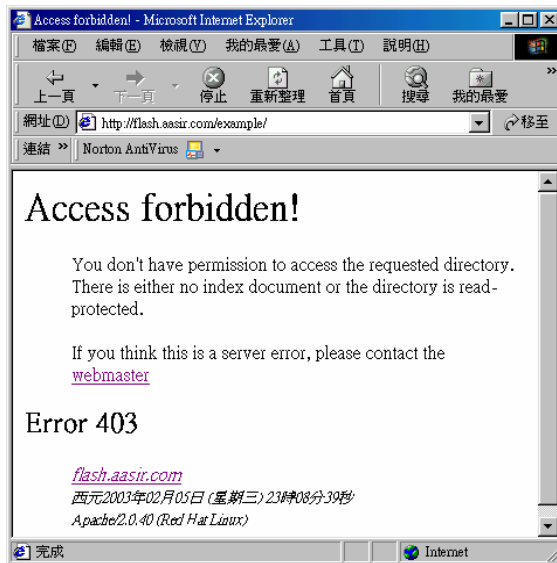 Access forbidden! - Microsoft Internet Explorer
檔案(F) 編輯(E) 檢視(V) 我的最愛(A) 工具(T) 說明(H)
上一頁 下一頁 停止 重新整理 首頁 搜尋 我的最愛 »
網址(D) http://flash.aasir.com/example/ 移至
連結 » Norton AntiVirus
Access forbidden!
You don't have permission to access the requested directory.
There is either no index document or the directory is read-
protected.
If you think this is a server error, please contact the
webmaster
Error 403
flash.aasir.com
西元2003年02月05日 (星期三) 23時08分39秒
Apache/2.0.40 (Red Hat Linux)
完成 Internet